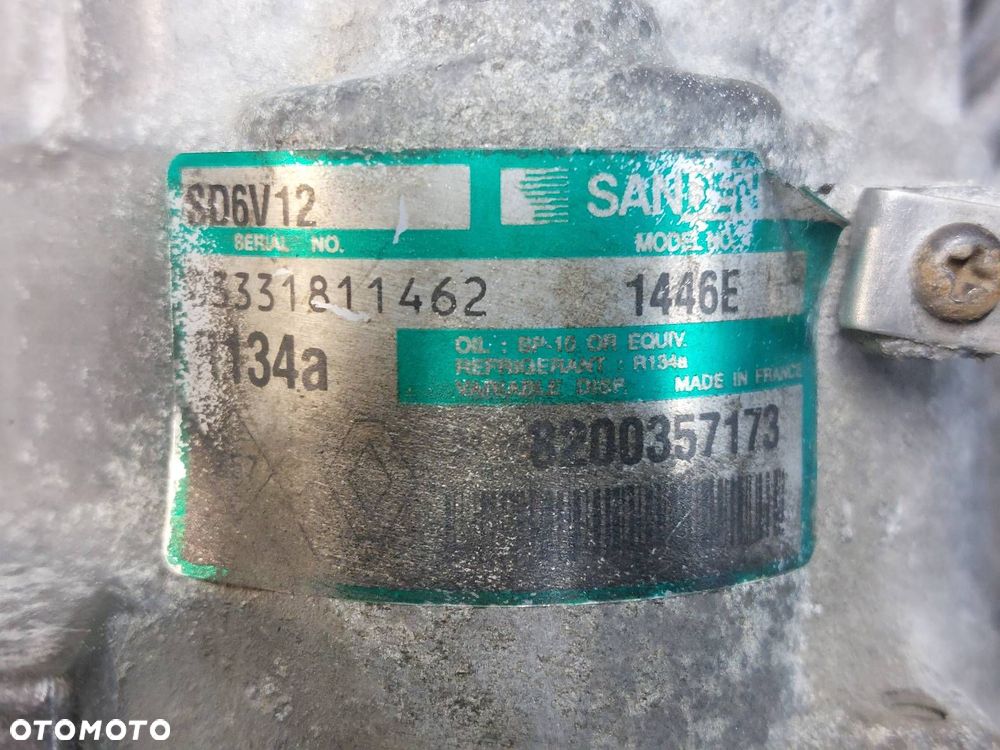 SD6V12 SANDEN
SERIAL NO. MODEL NO.
3331811462 1446E
134a
OIL : SP-10 OR EQUIV.
REFRIGERANT : R134a
VARIABLE DISP. MADE IN FRANCE
8200357173
OTOMOTO